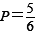 P = 5/6